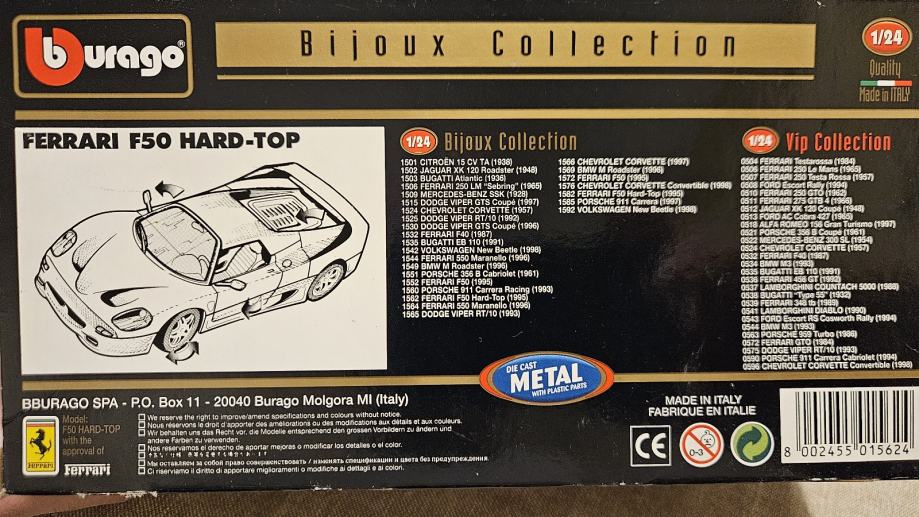 burago®
Bijoux Collection
1/24
Quality
Made in ITALY
FERRARI F50 HARD-TOP
1/24 Bijoux Collection
1501 CITROËN 15 CV TA (1938)
1502 JAGUAR XK 120 Roadster (1948)
1503 BUGATTI Atlantic (1936)
1506 FERRARI 250 LM "Sebring" (1965)
1509 MERCEDES-BENZ SSK (1928)
1515 DODGE VIPER GTS Coupé (1997)
1524 CHEVROLET CORVETTE (1957)
1525 DODGE VIPER RT/10 (1992)
1530 DODGE VIPER GTS Coupé (1996)
1532 FERRARI F40 (1987)
1535 BUGATTI EB 110 (1991)
1542 VOLKSWAGEN New Beetle (1998)
1544 FERRARI 550 Maranello (1996)
1549 BMW M Roadster (1996)
1551 PORSCHE 356 B Cabriolet (1961)
1552 FERRARI F50 (1995)
1560 PORSCHE 911 Carrera Racing (1993)
1562 FERRARI F50 Hard-Top (1995)
1564 FERRARI 550 Maranello (1996)
1565 DODGE VIPER RT/10 (1993)
1566 CHEVROLET CORVETTE (1997)
1569 BMW M Roadster (1996)
1572 FERRARI F50 (1995)
1576 CHEVROLET CORVETTE Convertible (1998)
1582 FERRARI F50 Hard-Top (1995)
1585 PORSCHE 911 Carrera (1997)
1592 VOLKSWAGEN New Beetle (1998)
1/24 Vip Collection
0504 FERRARI Testarossa (1984)
0506 FERRARI 250 Le Mans (1965)
0507 FERRARI 250 Testa Rossa (1957)
0508 FORD Escort Rally (1994)
0510 FERRARI 250 GTO (1962)
0511 FERRARI 275 GTB 4 (1966)
0512 JAGUAR XK 120 Coupé (1948)
0513 FORD AC Cobra 427 (1965)
0518 ALFA ROMEO 156 Gran Turismo (1997)
0521 PORSCHE 356 B Coupé (1961)
0522 MERCEDES-BENZ 300 SL (1954)
0524 CHEVROLET CORVETTE (1957)
0532 FERRARI F40 (1987)
0534 BMW M3 (1993)
0535 BUGATTI EB 110 (1991)
0536 FERRARI 456 GT (1992)
0537 LAMBORGHINI COUNTACH 5000 (1988)
0538 BUGATTI "Type 55" (1932)
0539 FERRARI 348 tb (1989)
0541 LAMBORGHINI DIABLO (1990)
0543 FORD Escort RS Cosworth Rally (1994)
0544 BMW M3 (1993)
0563 PORSCHE 959 Turbo (1986)
0572 FERRARI GTO (1984)
0575 DODGE VIPER RT/10 (1993)
0590 PORSCHE 911 Carrera Cabriolet (1994)
0596 CHEVROLET CORVETTE Convertible (1998)
DIE CAST
METAL
WITH PLASTIC PARTS
BBURAGO SPA - P.O. Box 11 - 20040 Burago Molgora MI (Italy)
Model:
F50 HARD-TOP
with the
approval of
Ferrari
FERRARI
We reserve the right to improve/amend specifications and colours without notice.
Nous réservons le droit d'apporter des améliorations ou des modifications aux détails et aux couleurs.
Wir behalten uns das Recht vor, die Modelle entsprechend den grossen Vorbildern zu ändern und
andere Farben zu verwenden.
Nos reservamos el derecho de aportar mejoras o modificar los detalles o el color.
Мы оставляем за собой право совершенствовать / изменять спецификации и цвета без предупреждения.
Ci riserviamo il diritto di apportare miglioramenti o modifiche ai dettagli e ai colori.
MADE IN ITALY
FABRIQUE EN ITALIE
CE
0-3
8 002455 015624